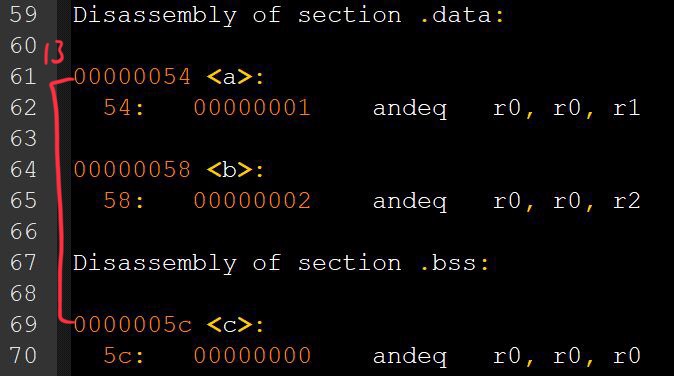 59 Disassembly of section .data:
60
13
61 00000054 <a>:
62 54: 00000001 andeq r0, r0, r1
63
64 00000058 <b>:
65 58: 00000002 andeq r0, r0, r2
66
67 Disassembly of section .bss:
68
69 0000005c <c>:
70 5c: 00000000 andeq r0, r0, r0